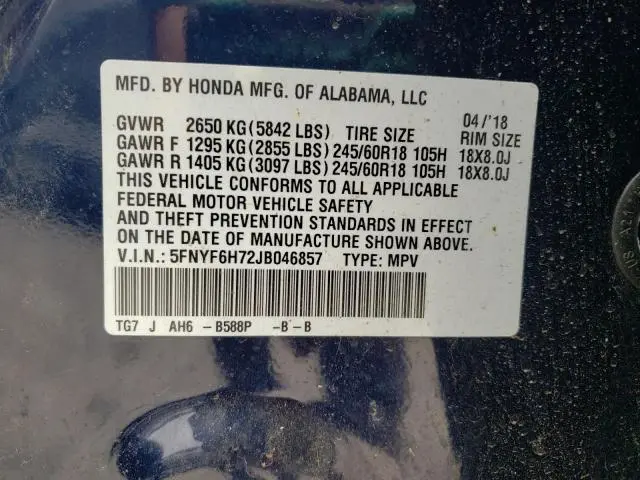 MFD. BY HONDA MFG. OF ALABAMA, LLC
04/'18
GVWR 2650 KG(5842 LBS) TIRE SIZE RIM SIZE
GAWR F 1295 KG(2855 LBS) 245/60R18 105H 18X8.0J
GAWR R 1405 KG(3097 LBS) 245/60R18 105H 18X8.0J
THIS VEHICLE CONFORMS TO ALL APPLICABLE
FEDERAL MOTOR VEHICLE SAFETY
AND THEFT PREVENTION STANDARDS IN EFFECT
ON THE DATE OF MANUFACTURE SHOWN ABOVE.
V.I.N.: 5FNYF6H72JB046857 TYPE: MPV
TG7 J AH6 -B588P -B-B